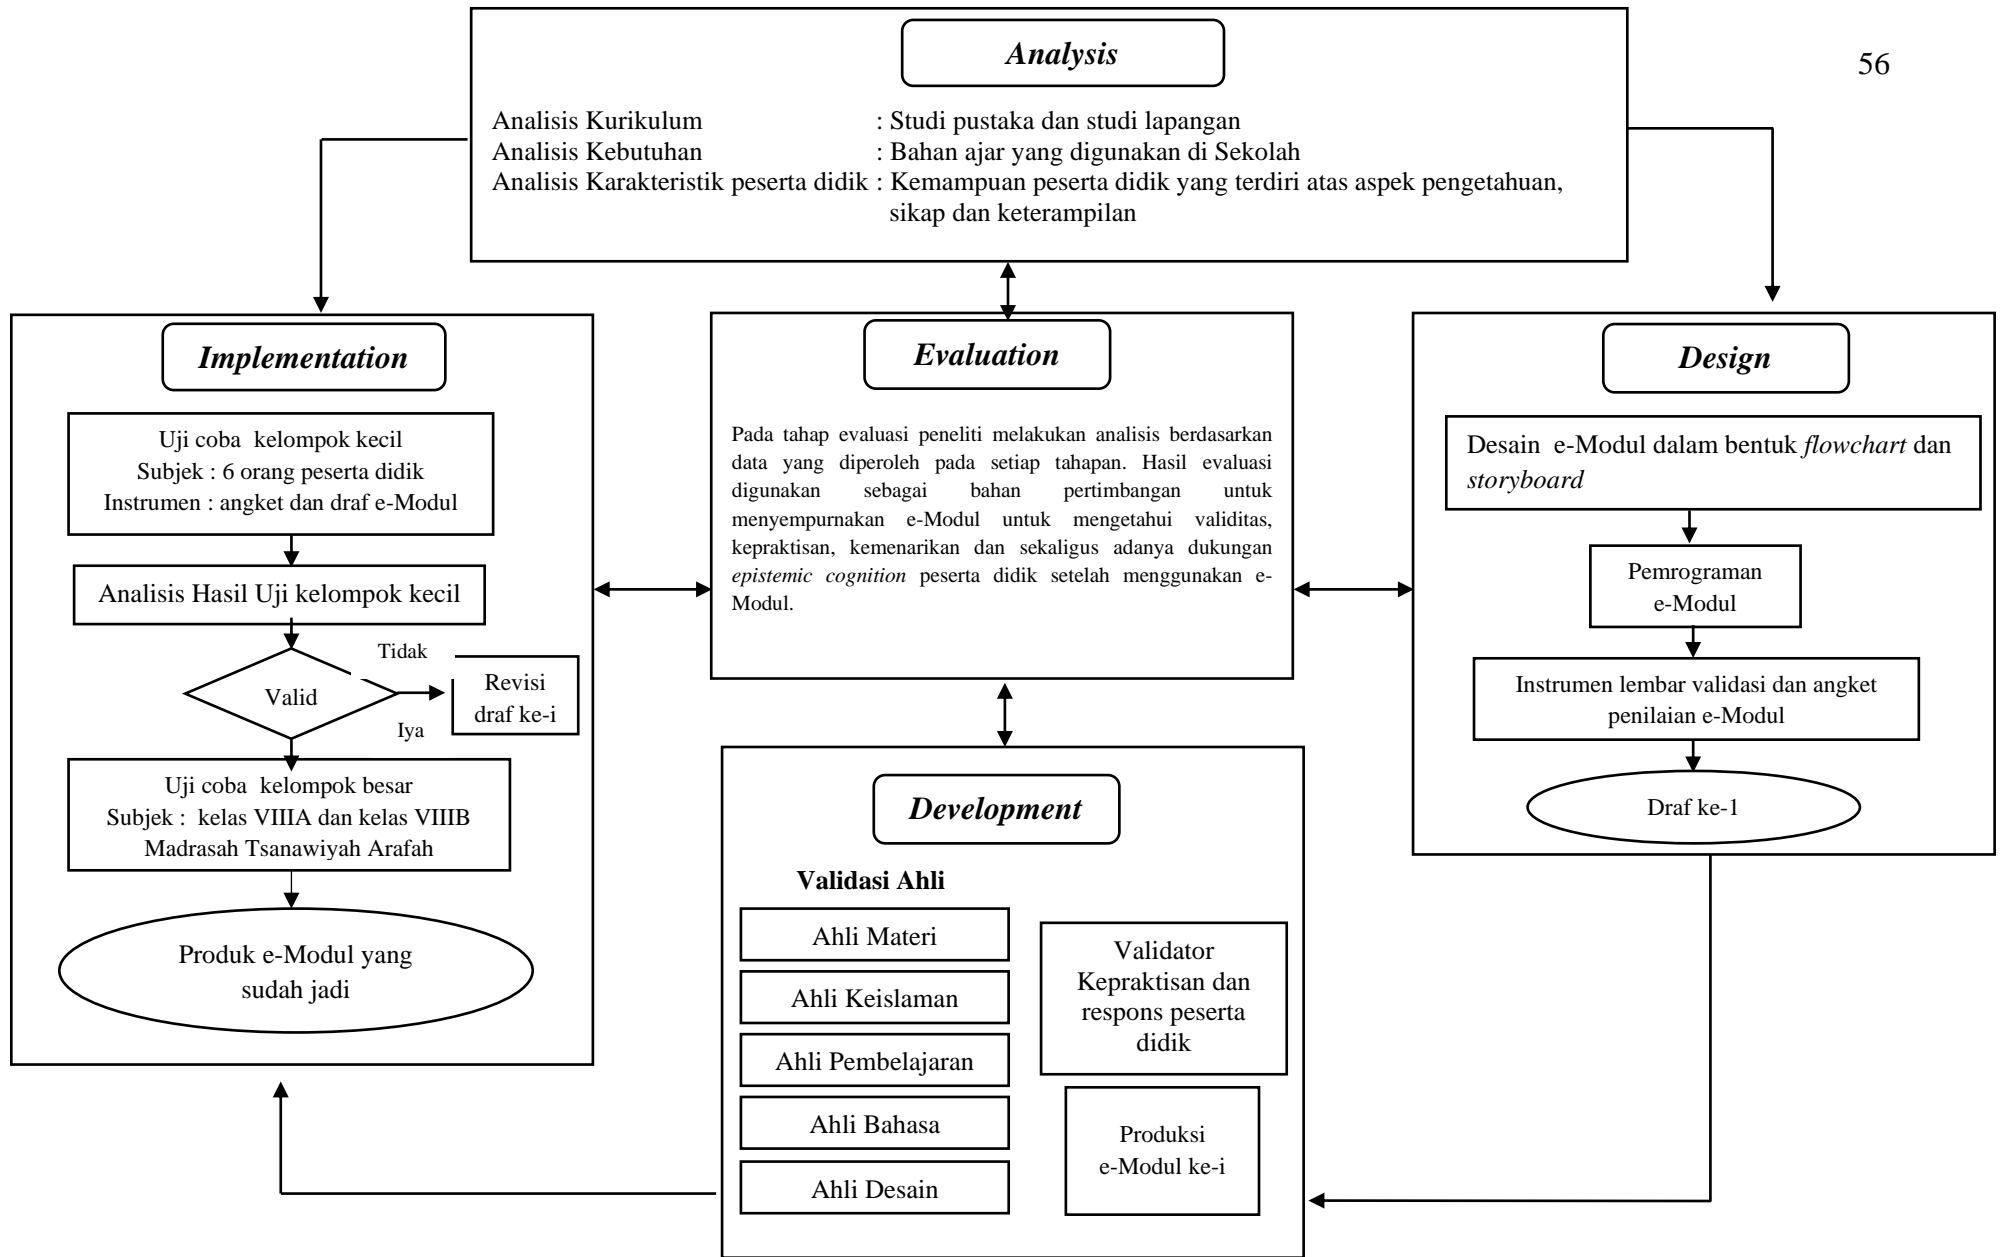 56
Analysis
Analisis Kurikulum : Studi pustaka dan studi lapangan
Analisis Kebutuhan : Bahan ajar yang digunakan di Sekolah
Analisis Karakteristik peserta didik : Kemampuan peserta didik yang terdiri atas aspek pengetahuan,
sikap dan keterampilan
Implementation
Uji coba kelompok kecil
Subjek : 6 orang peserta didik
Instrumen : angket dan draf e-Modul
Analisis Hasil Uji kelompok kecil
Tidak
Valid
Revisi
draf ke-i
Iya
Uji coba kelompok besar
Subjek : kelas VIIIA dan kelas VIIIB
Madrasah Tsanawiyah Arafah
Produk e-Modul yang
sudah jadi
Evaluation
Pada tahap evaluasi peneliti melakukan analisis berdasarkan
data yang diperoleh pada setiap tahapan. Hasil evaluasi
digunakan sebagai bahan pertimbangan untuk
menyempurnakan e-Modul untuk mengetahui validitas,
kepraktisan, kemenarikan dan sekaligus adanya dukungan
epistemic cognition peserta didik setelah menggunakan e-
Modul.
Design
Desain e-Modul dalam bentuk flowchart dan
storyboard
Pemrograman
e-Modul
Instrumen lembar validasi dan angket
penilaian e-Modul
Draf ke-1
Development
Validasi Ahli
Ahli Materi
Ahli Keislaman
Ahli Pembelajaran
Ahli Bahasa
Ahli Desain
Validator
Kepraktisan dan
respons peserta
didik
Produksi
e-Modul ke-i